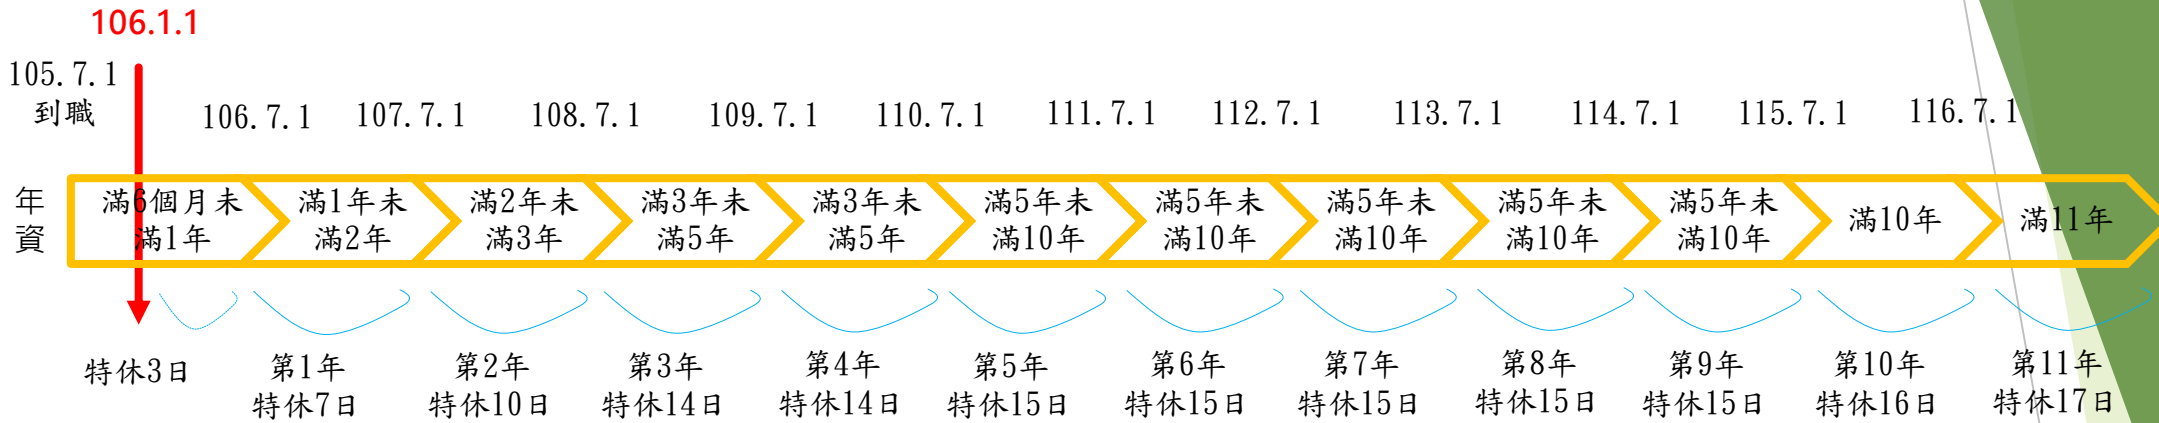 106.1.1
105.7.1
到職
106.7.1
107.7.1
108.7.1
109.7.1
110.7.1
111.7.1
112.7.1
113.7.1
114.7.1
115.7.1
116.7.1
年
資
滿6個月未
滿1年
滿1年未
滿2年
滿2年未
滿3年
滿3年未
滿5年
滿3年未
滿5年
滿5年未
滿10年
滿5年未
滿10年
滿5年未
滿10年
滿5年未
滿10年
滿5年未
滿10年
滿10年
滿11年
特休3日
第1年
特休7日
第2年
特休10日
第3年
特休14日
第4年
特休14日
第5年
特休15日
第6年
特休15日
第7年
特休15日
第8年
特休15日
第9年
特休15日
第10年
特休16日
第11年
特休17日